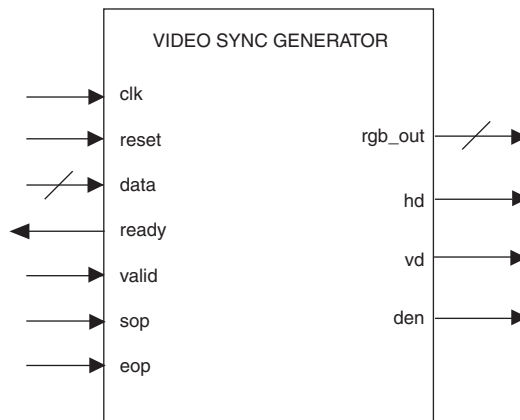 VIDEO SYNC GENERATOR
clk
reset
data
ready
valid
sop
eop
rgb_out
hd
vd
den